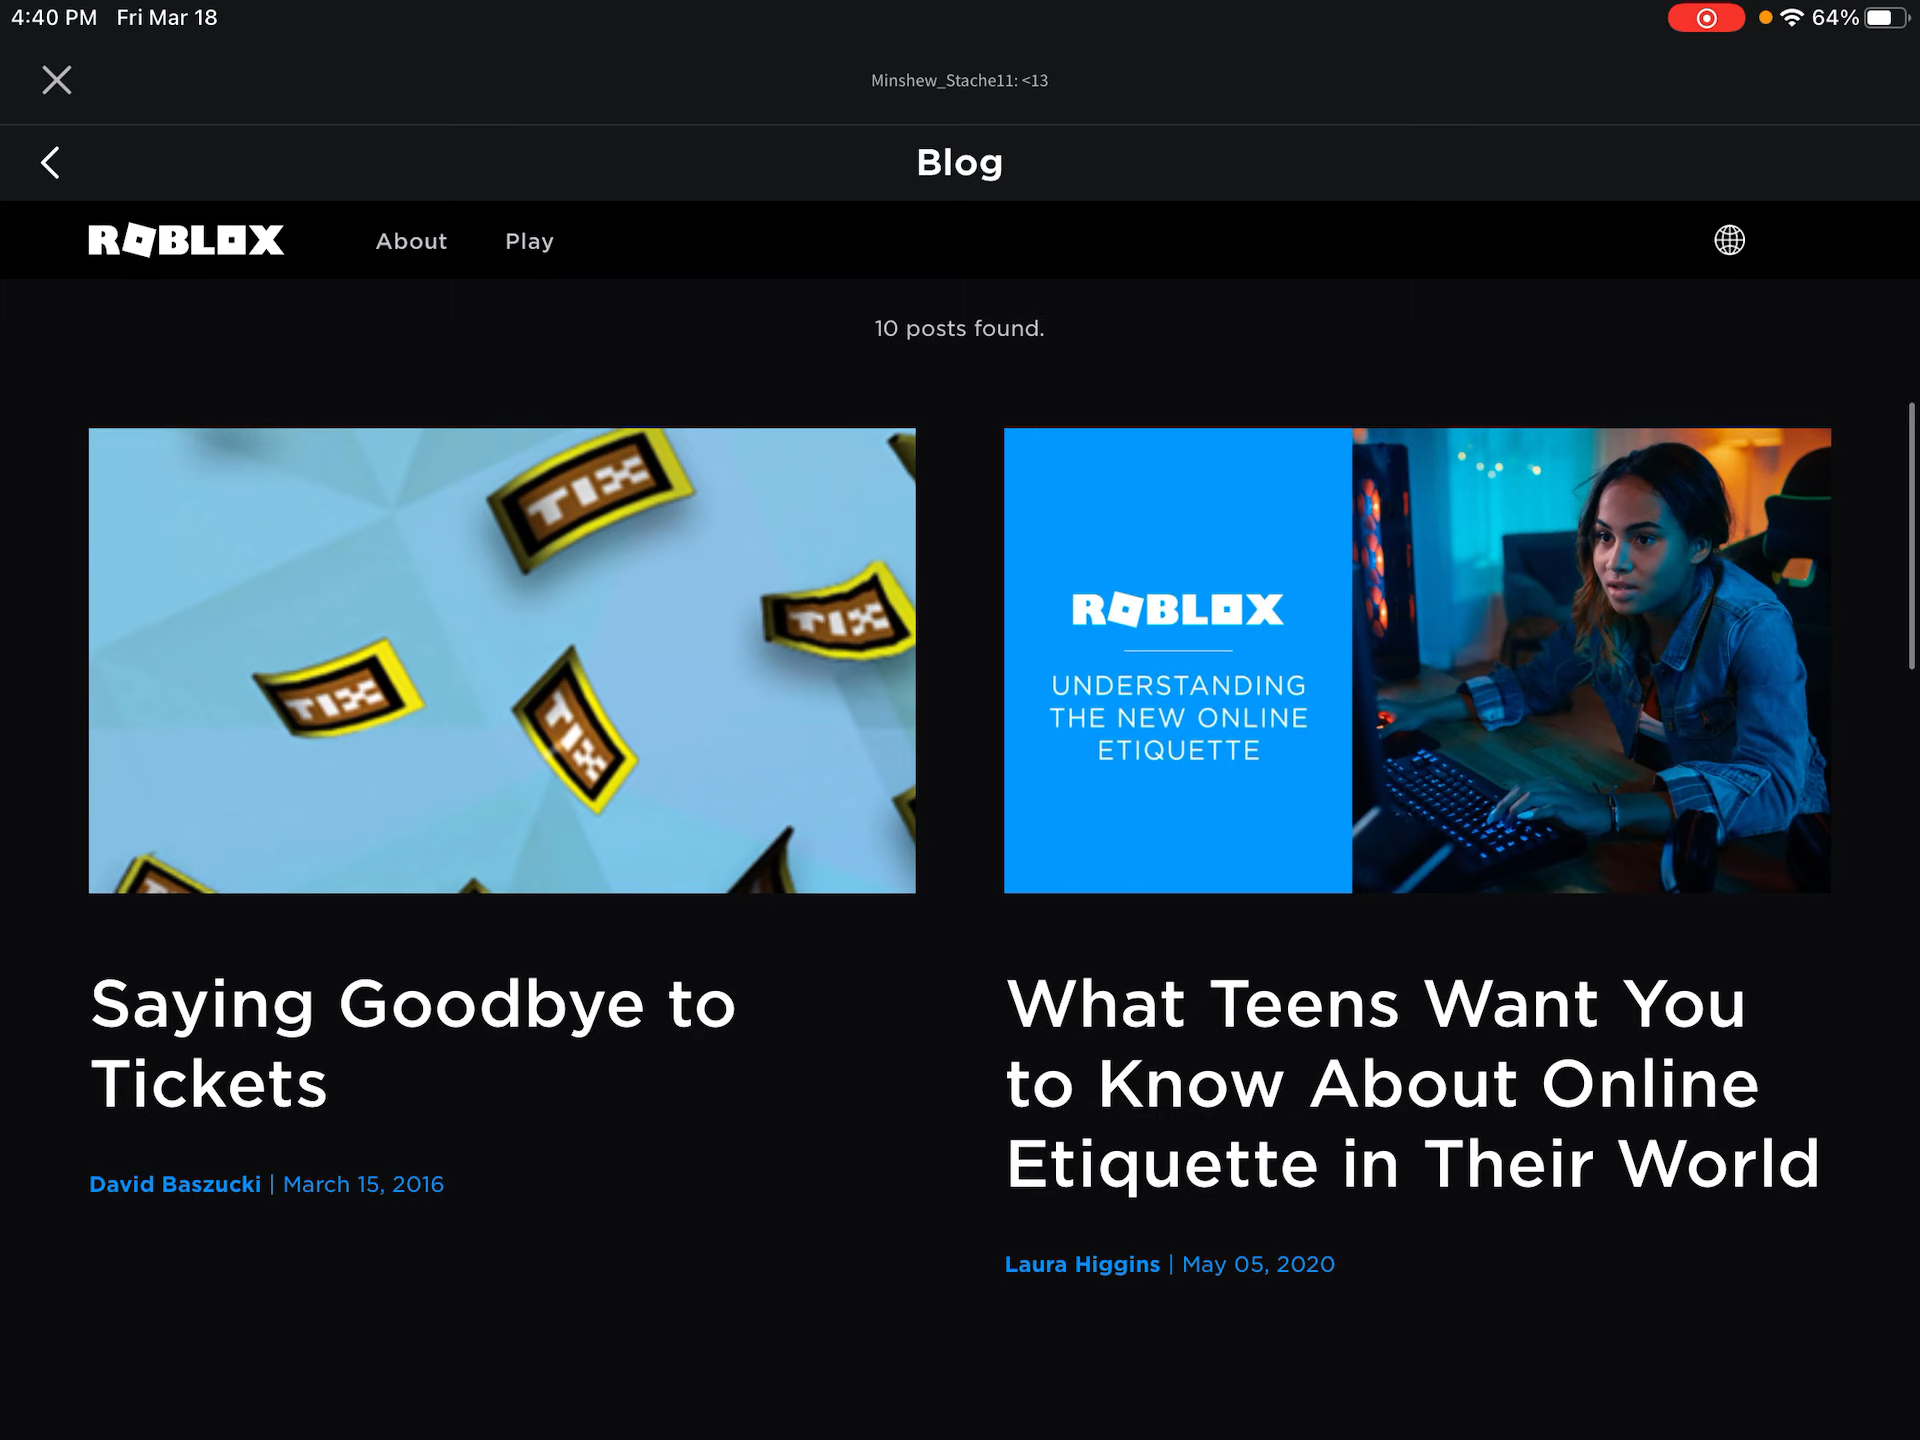 4:40 PM Fri Mar 18
64%
Minshew_Stache11: <13
Blog
ROBLOX About Play
10 posts found.
TIX
TIX
TIX
TIX
ROBLOX
UNDERSTANDING
THE NEW ONLINE
ETIQUETTE
Saying Goodbye to
Tickets
David Baszucki | March 15, 2016
What Teens Want You
to Know About Online
Etiquette in Their World
Laura Higgins | May 05, 2020